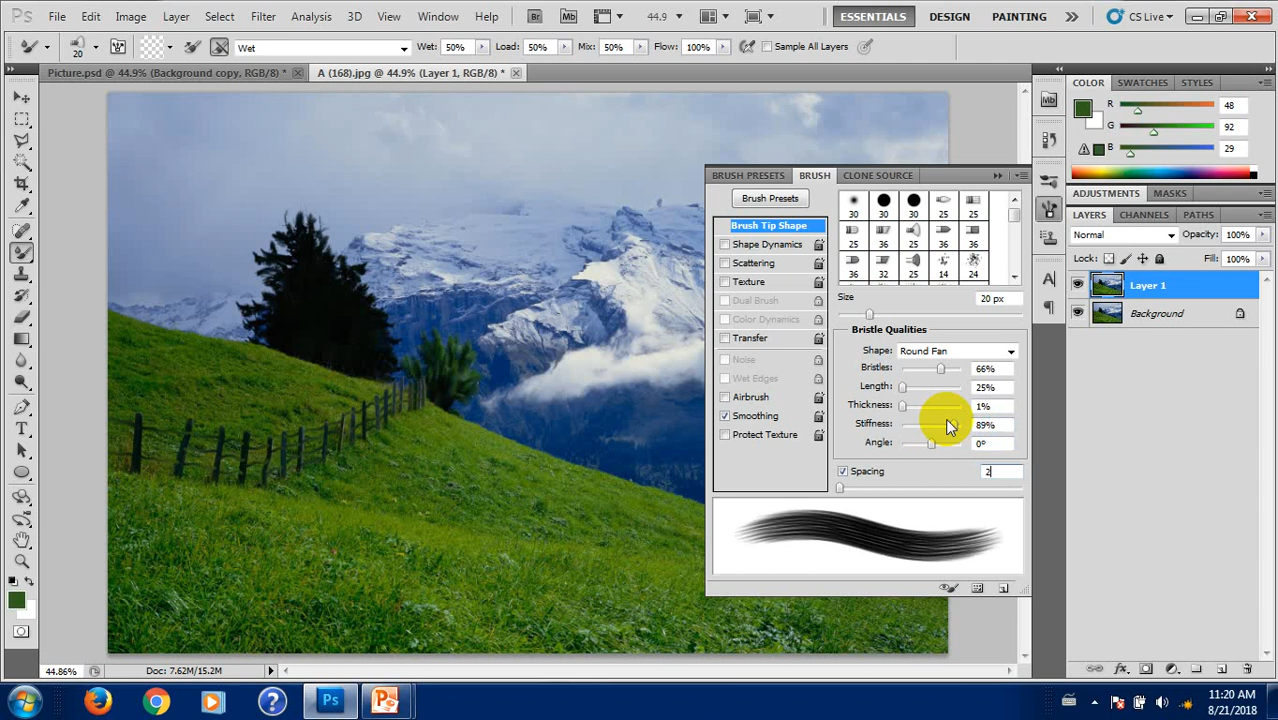 Ps File Edit Image Layer Select Filter Analysis 3D View Window Help Br Mb 44.9 ESSENTIALS DESIGN PAINTING CS Live
20 Wet Wet: 50% Load: 50% Mix: 50% Flow: 100% Sample All Layers
Picture.psd @ 44.9% (Background copy, RGB/8) * A (168).jpg @ 44.9% (Layer 1, RGB/8) *
BRUSH PRESETS BRUSH CLONE SOURCE
Brush Presets
Brush Tip Shape
Shape Dynamics
Scattering
Texture
Dual Brush
Color Dynamics
Transfer
Noise
Wet Edges
Airbrush
Smoothing
Protect Texture
30 30 30 25 25
25 36 25 36 36
36 32 25 14 24
Size 20 px
Bristle Qualities
Shape: Round Fan
Bristles: 66%
Length: 25%
Thickness: 1%
Stiffness: 89%
Angle: 0º
Spacing 2
Mb
COLOR SWATCHES STYLES
R 48
G 92
B 29
ADJUSTMENTS MASKS
LAYERS CHANNELS PATHS
Normal Opacity: 100%
Lock: Fill: 100%
Layer 1
Background
44.86% Doc: 7.62M/15.2M
Ps
11:20 AM
8/21/2018